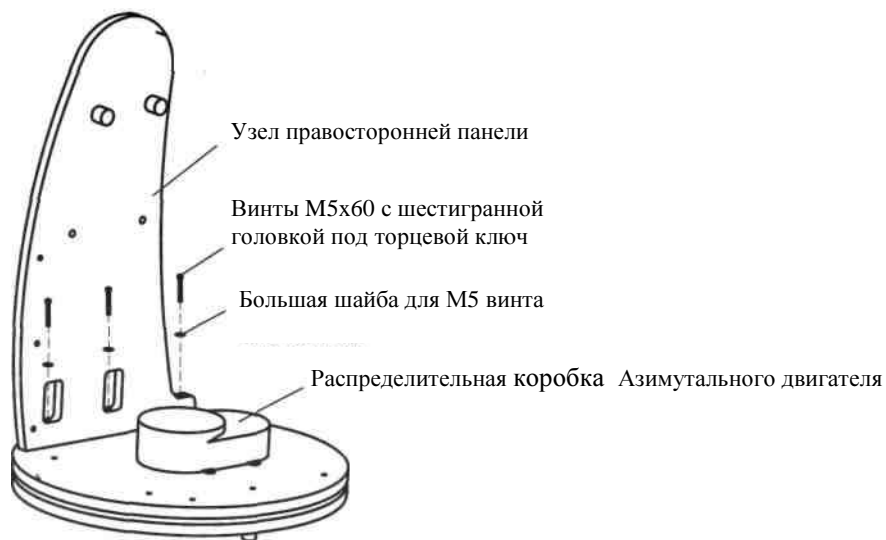 Узел правосторонней панели
Винты М5х60 с шестигранной
головкой под торцевой ключ
Большая шайба для М5 винта
Распределительная коробка Азимутального двигателя